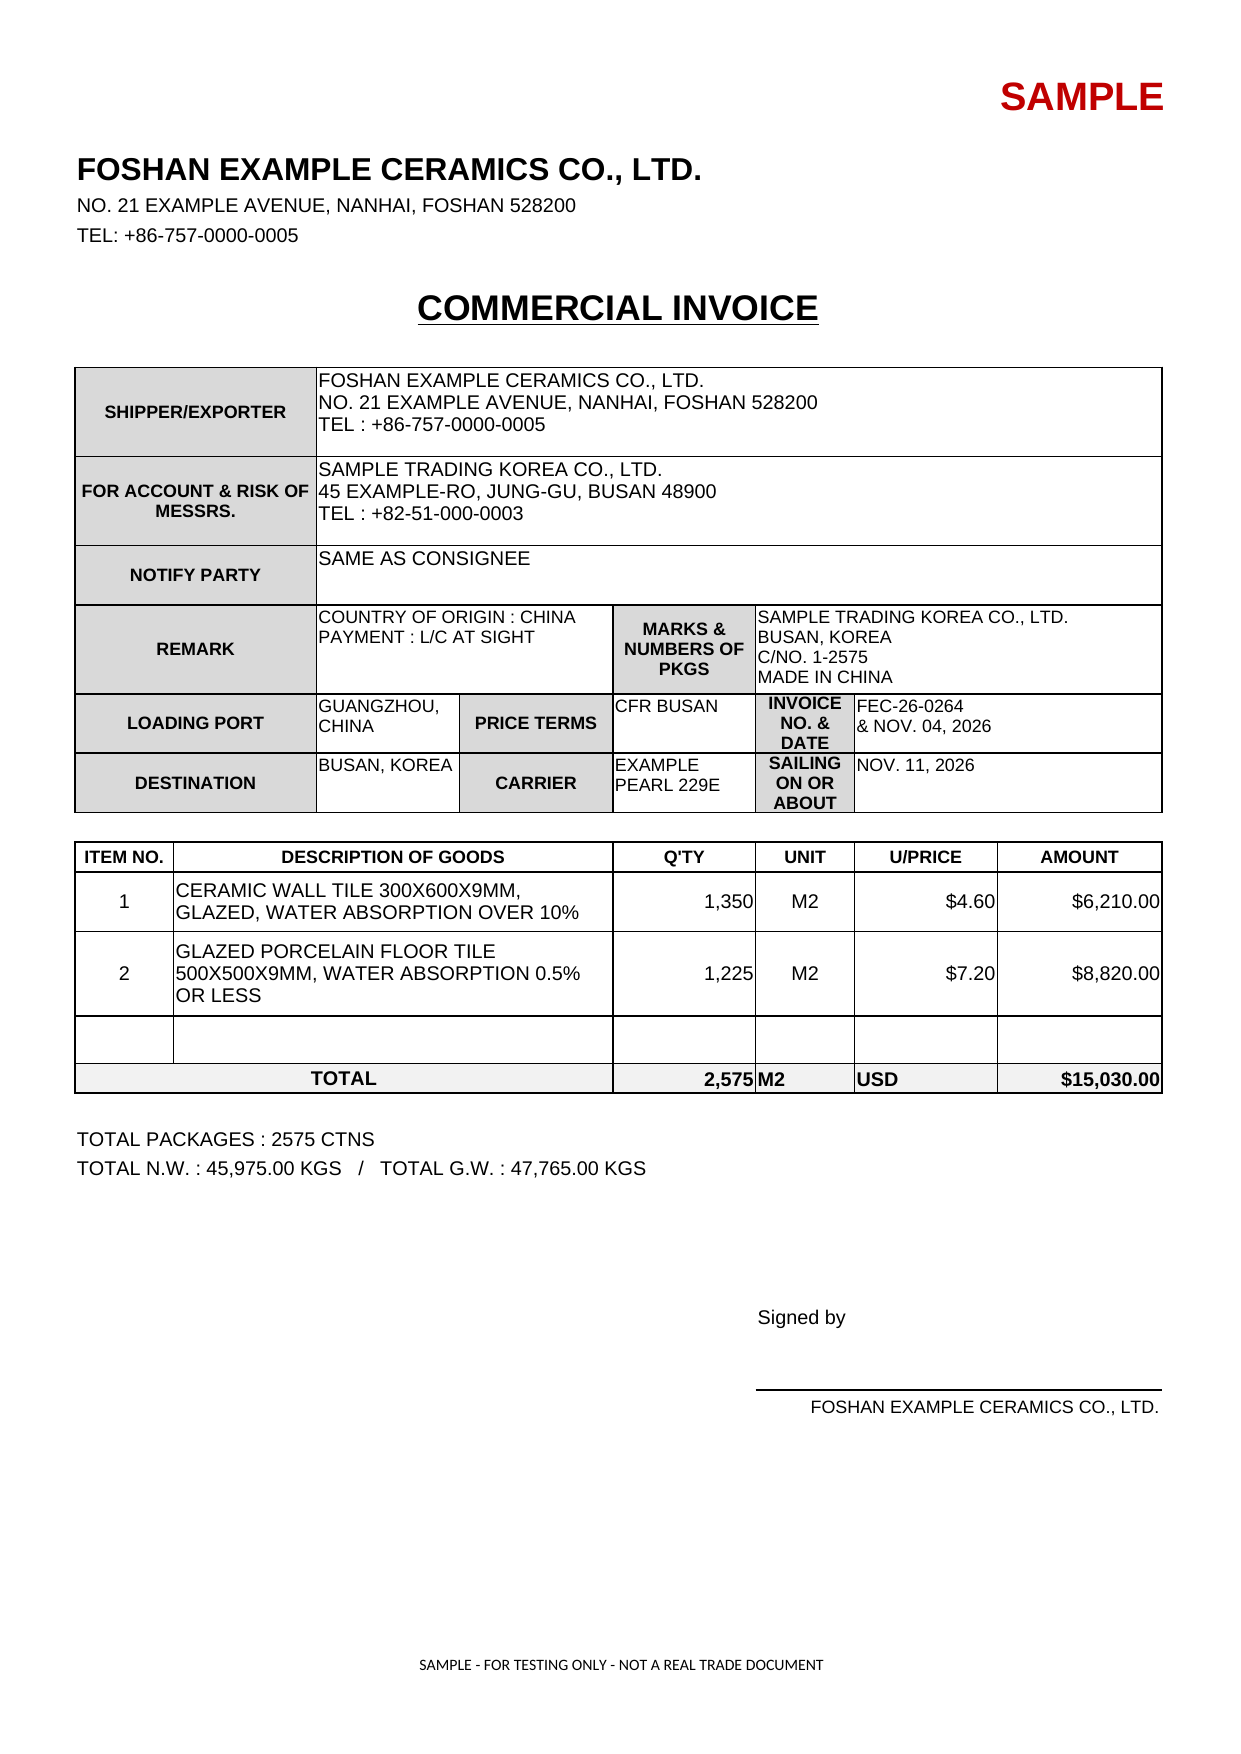 SAMPLE
FOSHAN EXAMPLE CERAMICS CO., LTD.
NO. 21 EXAMPLE AVENUE, NANHAI, FOSHAN 528200
TEL: +86-757-0000-0005
COMMERCIAL INVOICE
SHIPPER/EXPORTER
FOSHAN EXAMPLE CERAMICS CO., LTD.
NO. 21 EXAMPLE AVENUE, NANHAI, FOSHAN 528200
TEL : +86-757-0000-0005
FOR ACCOUNT & RISK OF
MESSRS.
SAMPLE TRADING KOREA CO., LTD.
45 EXAMPLE-RO, JUNG-GU, BUSAN 48900
TEL : +82-51-000-0003
NOTIFY PARTY
SAME AS CONSIGNEE
REMARK
COUNTRY OF ORIGIN : CHINA
PAYMENT : L/C AT SIGHT
MARKS &
NUMBERS OF
PKGS
SAMPLE TRADING KOREA CO., LTD.
BUSAN, KOREA
C/NO. 1-2575
MADE IN CHINA
LOADING PORT
GUANGZHOU,
CHINA
PRICE TERMS
CFR BUSAN
INVOICE
NO. &
DATE
FEC-26-0264
& NOV. 04, 2026
DESTINATION
BUSAN, KOREA
CARRIER
EXAMPLE
PEARL 229E
SAILING
ON OR
ABOUT
NOV. 11, 2026
ITEM NO. DESCRIPTION OF GOODS Q'TY UNIT U/PRICE AMOUNT
1
CERAMIC WALL TILE 300X600X9MM,
GLAZED, WATER ABSORPTION OVER 10%
1,350 M2 $4.60 $6,210.00
2
GLAZED PORCELAIN FLOOR TILE
500X500X9MM, WATER ABSORPTION 0.5%
OR LESS
1,225 M2 $7.20 $8,820.00
TOTAL 2,575 M2 USD $15,030.00
TOTAL PACKAGES : 2575 CTNS
TOTAL N.W. : 45,975.00 KGS / TOTAL G.W. : 47,765.00 KGS
Signed by
FOSHAN EXAMPLE CERAMICS CO., LTD.
SAMPLE - FOR TESTING ONLY - NOT A REAL TRADE DOCUMENT